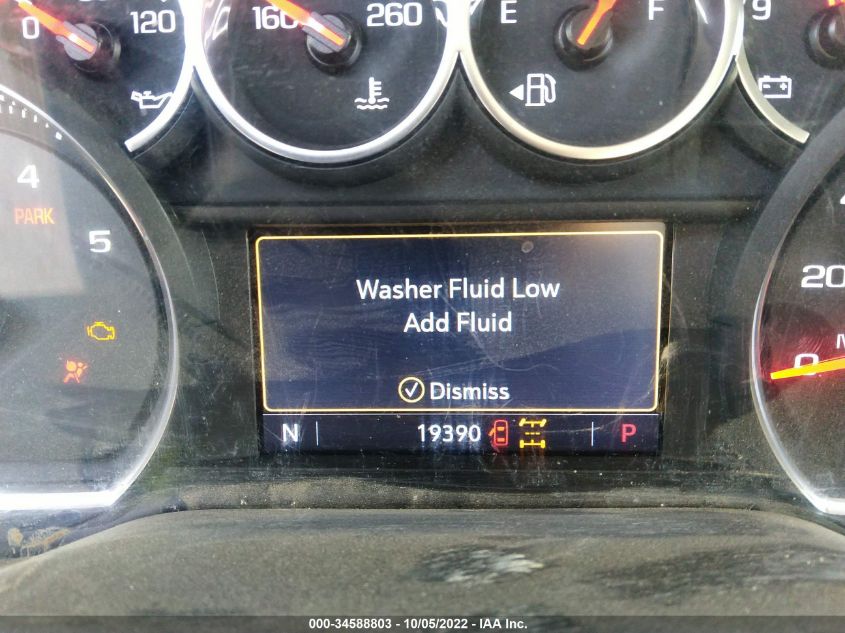 0 120
160 260
E F
9
4
PARK
5
20
0
Washer Fluid Low
Add Fluid
Dismiss
N 19390 P
000-34588803 - 10/05/2022 - IAA Inc.